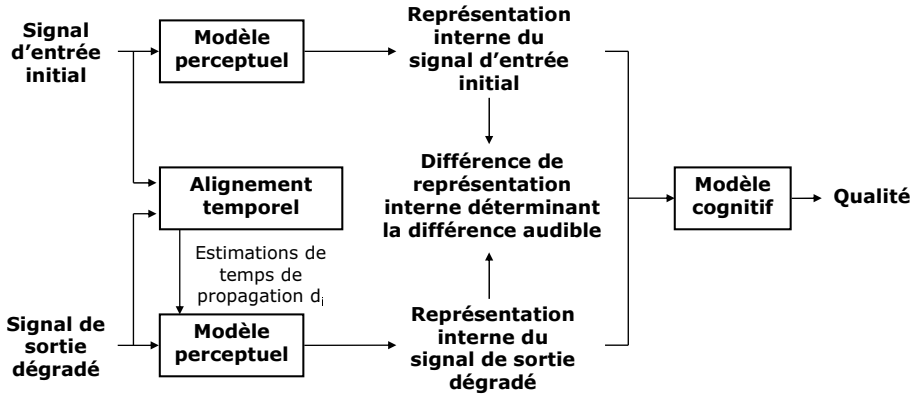 Signal
d'entrée
initial
Modèle
perceptuel
Représentation
interne du
signal d'entrée
initial
Alignement
temporel
Différence de
représentation
interne déterminant
la différence audible
Modèle
cognitif
Qualité
Estimations de
temps de
propagation di
Signal de
sortie
dégradé
Modèle
perceptuel
Représentation
interne du
signal de sortie
dégradé